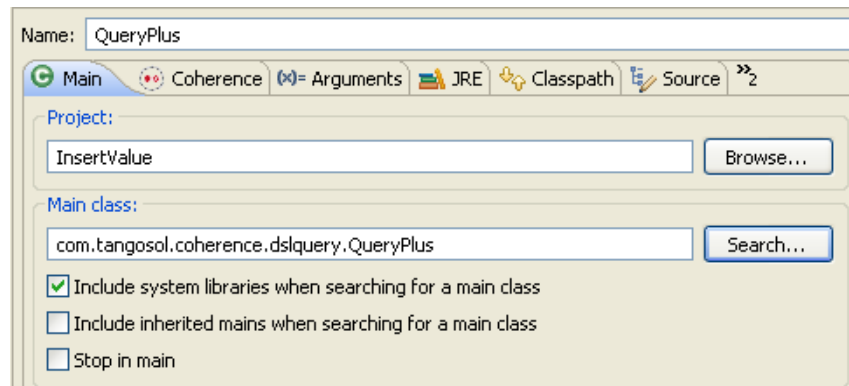 Name: QueryPlus
Main Coherence (x)= Arguments JRE Classpath Source »2
Project:
InsertValue Browse...
Main class:
com.tangosol.coherence.dslquery.QueryPlus Search...
Include system libraries when searching for a main class
Include inherited mains when searching for a main class
Stop in main